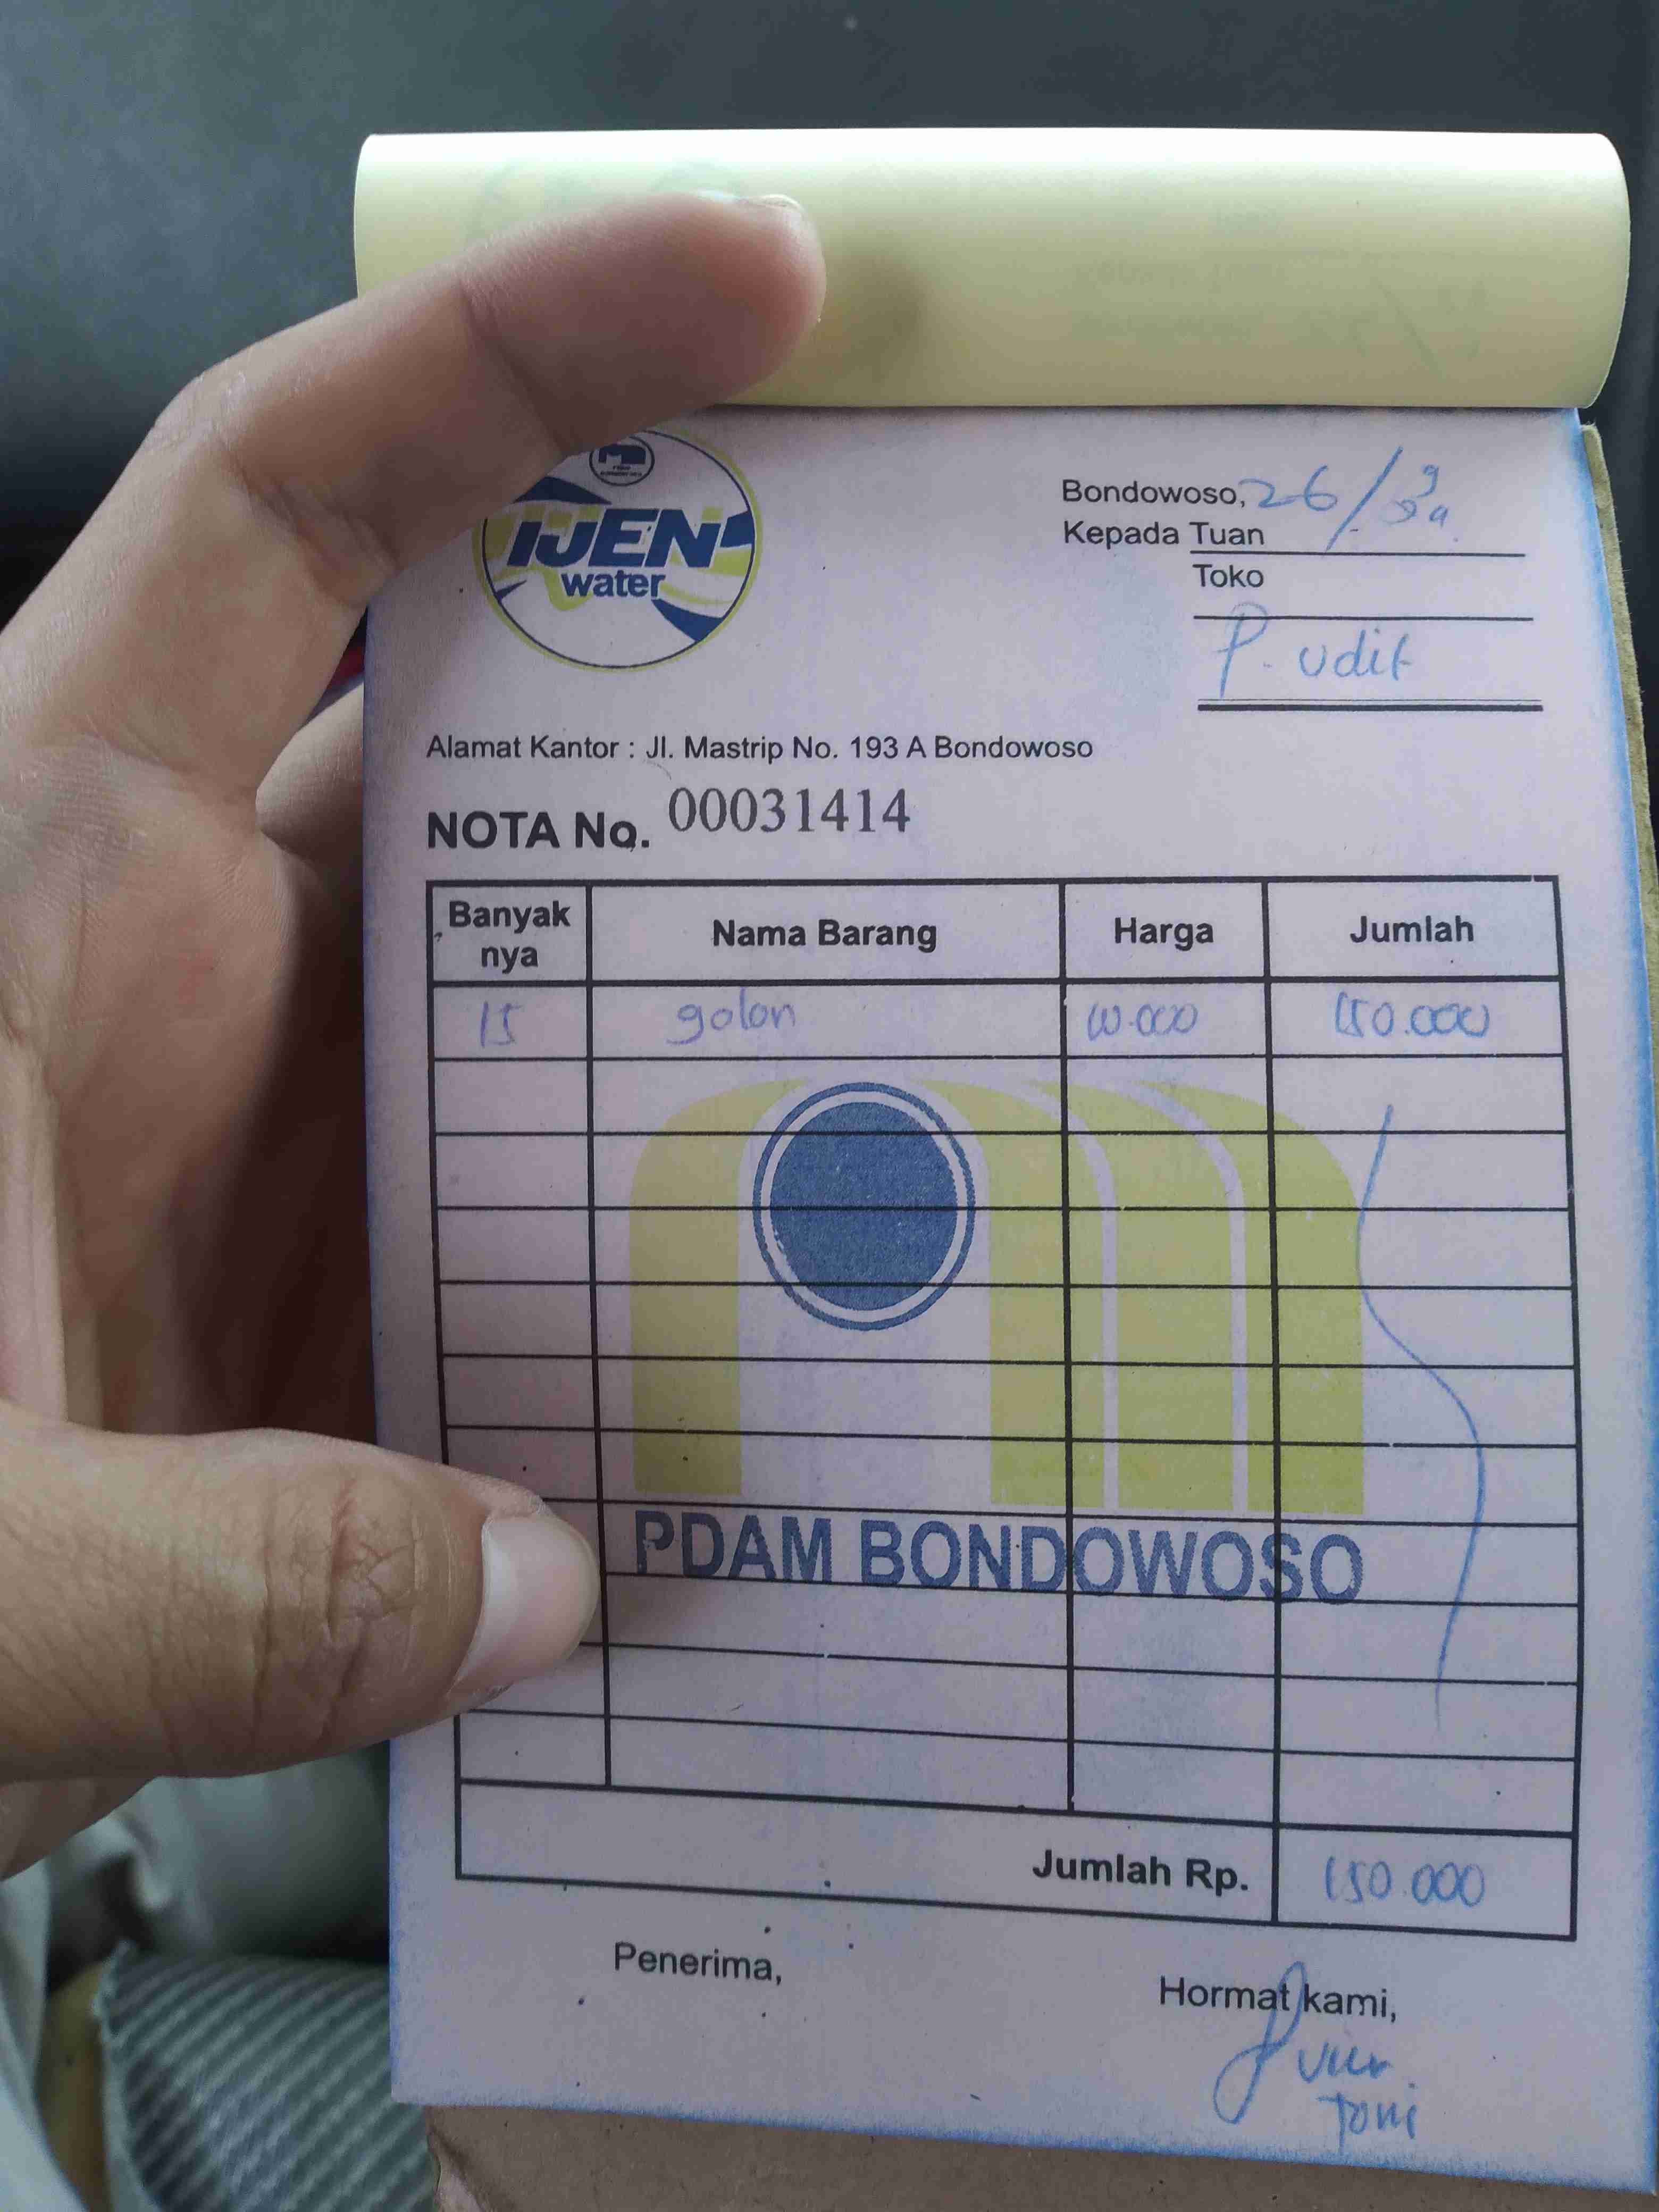 IJEN
water
Bondowoso, 26/9
Kepada Tuan
Toko
P. udit
Alamat Kantor : Jl. Mastrip No. 193 A Bondowoso
NOTA No. 00031414
Banyak nya Nama Barang Harga Jumlah
15 galon 10.000 150.000
PDAM BONDOWOSO
Jumlah Rp. 150.000
Penerima,
Hormat kami,
Toni